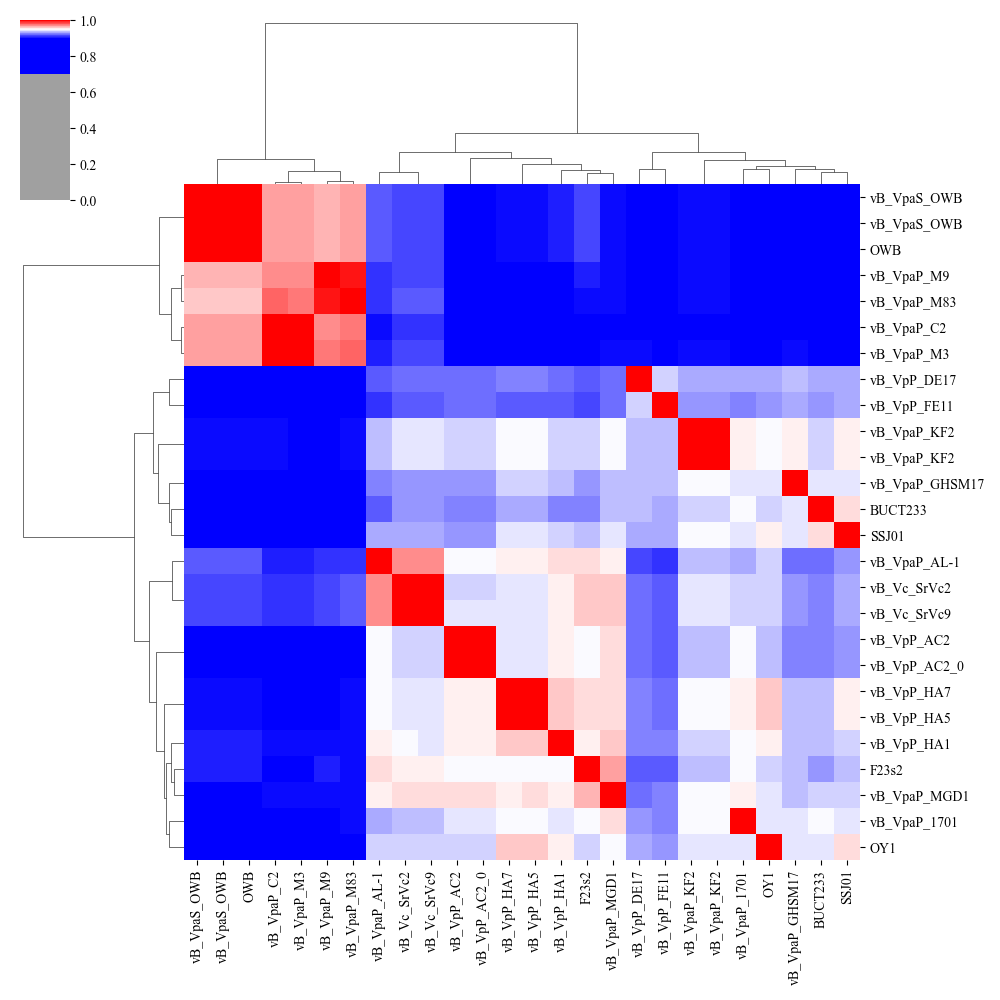 1.0
0.8
0.6
0.4
0.2
0.0
vB_VpaS_OWB
vB_VpaS_OWB
OWB
vB_VpaP_M9
vB_VpaP_M83
vB_VpaP_C2
vB_VpaP_M3
vB_VpP_DE17
vB_VpP_FE11
vB_VpaP_KF2
vB_VpaP_KF2
vB_VpaP_GHSM17
BUCT233
SSJ01
vB_VpaP_AL-1
vB_Vc_SrVc2
vB_Vc_SrVc9
vB_VpP_AC2
vB_VpP_AC2_0
vB_VpP_HA7
vB_VpP_HA5
vB_VpP_HA1
F23s2
vB_VpaP_MGD1
vB_VpaP_1701
OY1
vB_VpaS_OWB
vB_VpaS_OWB
OWB
vB_VpaP_C2
vB_VpaP_M3
vB_VpaP_M9
vB_VpaP_M83
vB_VpaP_AL-1
vB_Vc_SrVc2
vB_Vc_SrVc9
vB_VpP_AC2
vB_VpP_AC2_0
vB_VpP_HA7
vB_VpP_HA5
vB_VpP_HA1
F23s2
vB_VpaP_MGD1
vB_VpP_DE17
vB_VpP_FE11
vB_VpaP_KF2
vB_VpaP_KF2
vB_VpaP_1701
OY1
vB_VpaP_GHSM17
BUCT233
SSJ01